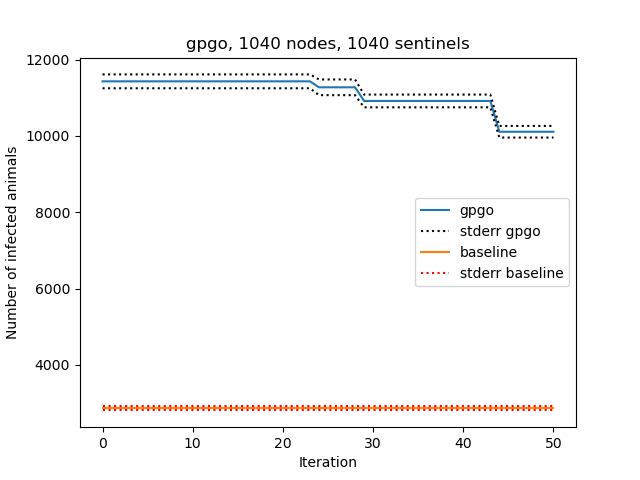 gpgo, 1040 nodes, 1040 sentinels
12000
10000
8000
6000
4000
Number of infected animals
gpgo
stderr gpgo
baseline
stderr baseline
0 10 20 30 40 50
Iteration